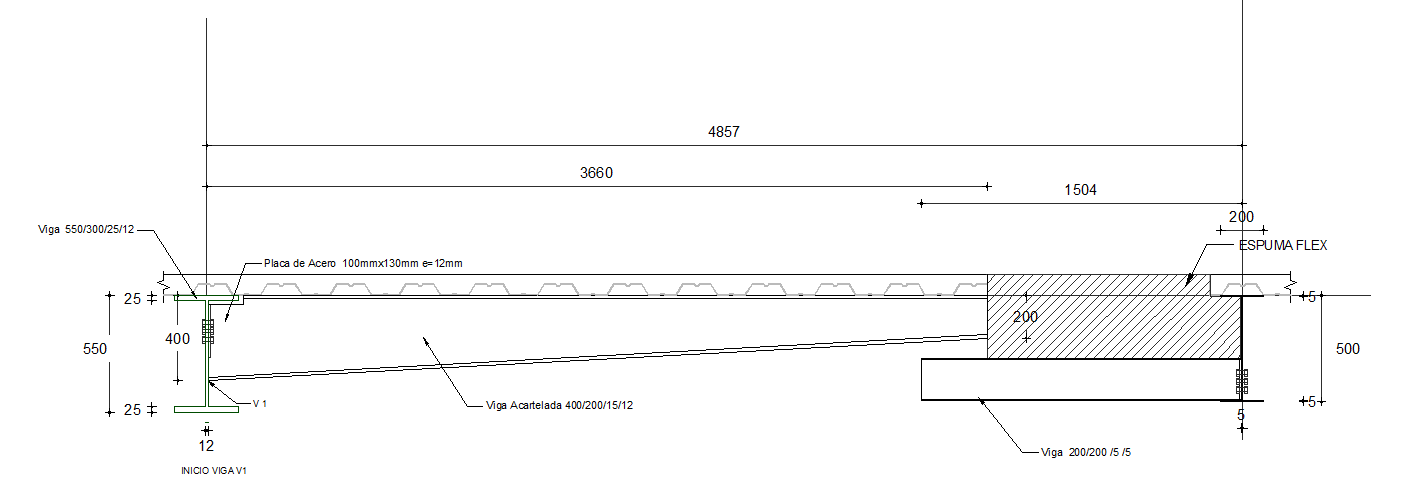 4857
3660
1504
200
Viga 550/300/25/12
ESPUMA FLEX
Placa de Acero 100mmx130mm e=12mm
25
5
200
400
550
500
V 1
Viga Acartelada 400/200/15/12
25
5
5
12
Viga 200/200 /5 /5
INICIO VIGA V1